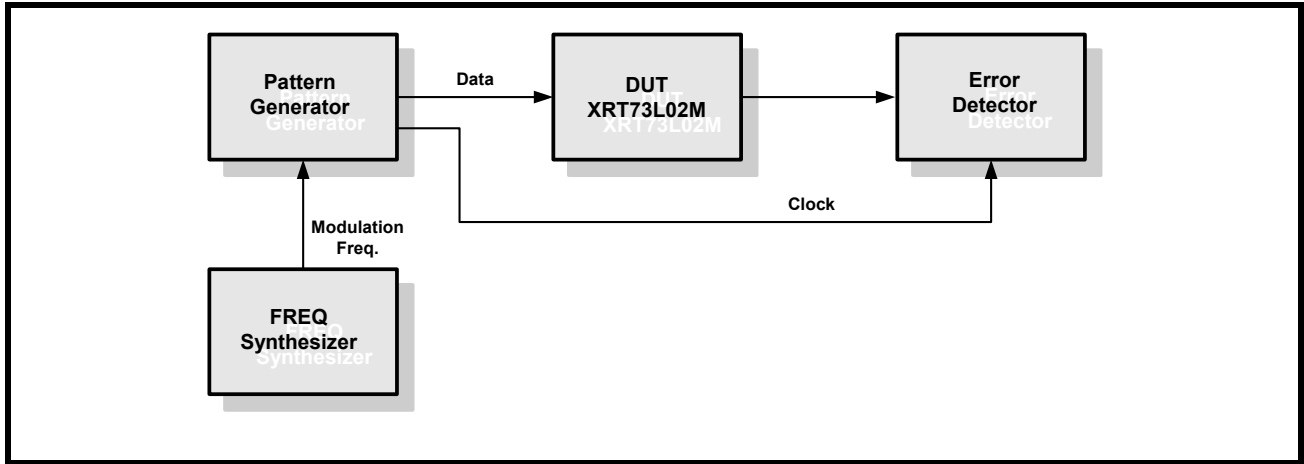 Pattern
Generator
Data
DUT
XRT73L02M
Error
Detector
Clock
Modulation
Freq.
FREQ
Synthesizer